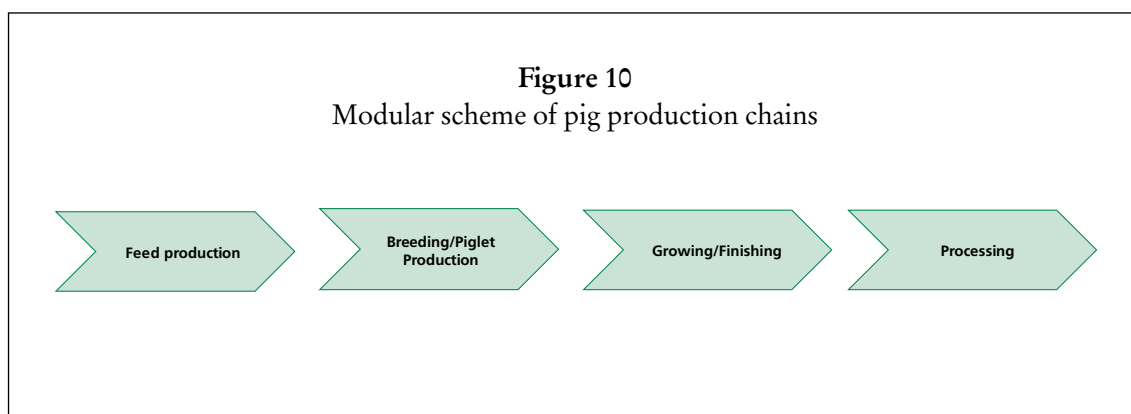 Figure 10
Modular scheme of pig production chains
Feed production
Breeding/Piglet
Production
Growing/Finishing
Processing